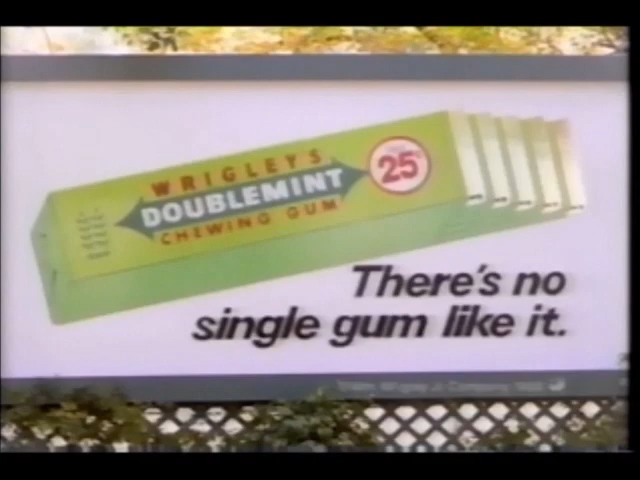 WRIGLEY'S
DOUBLEMINT
CHEWING GUM
25¢
There's no
single gum like it.